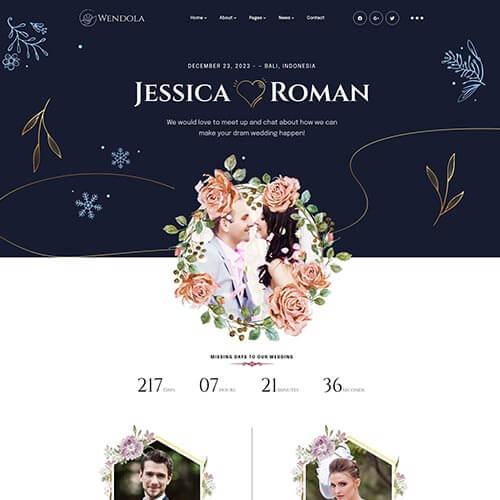 WENDOLA
Home About Pages News Contact
DECEMBER 23, 2023 - - BALI, INDONESIA
JESSICA ROMAN
We would love to meet up and chat about how we can
make your dram wedding happen!
MISSING DAYS TO OUR WEDDING
217 DAYS 07 HOURS 21 MINUTES 36 SECONDS